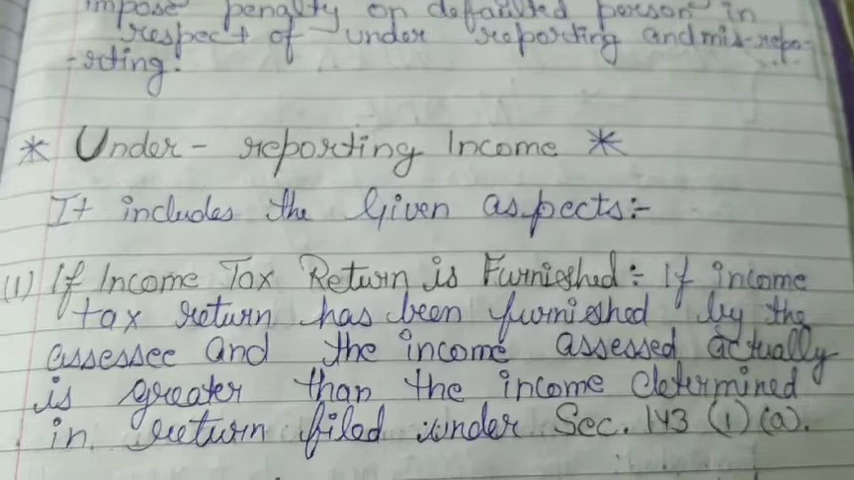 impose penalty on defaulted person in
respect of under reporting and mis-repo-
-rting.
* Under - reporting Income *
It includes the Given aspects:-
(1) If Income Tax Return is Furnished:- If income
tax return has been furnished by the
assessee and the income assessed actually
is greater than the income determined
in return filed under Sec. 143 (1) (a).